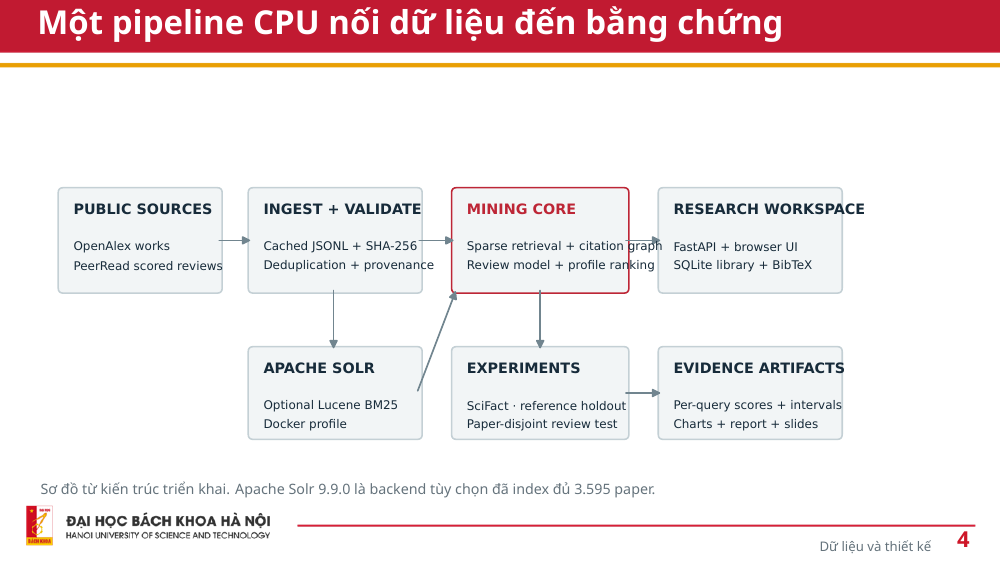 Một pipeline CPU nối dữ liệu đến bằng chứng
PUBLIC SOURCES
OpenAlex works
PeerRead scored reviews
INGEST + VALIDATE
Cached JSONL + SHA-256
Deduplication + provenance
MINING CORE
Sparse retrieval + citation graph
Review model + profile ranking
RESEARCH WORKSPACE
FastAPI + browser UI
SQLite library + BibTeX
APACHE SOLR
Optional Lucene BM25
Docker profile
EXPERIMENTS
SciFact · reference holdout
Paper-disjoint review test
EVIDENCE ARTIFACTS
Per-query scores + intervals
Charts + report + slides
Sơ đồ từ kiến trúc triển khai. Apache Solr 9.9.0 là backend tùy chọn đã index đủ 3.595 paper.
BÁCH KHOA
ĐẠI HỌC BÁCH KHOA HÀ NỘI
HANOI UNIVERSITY OF SCIENCE AND TECHNOLOGY
Dữ liệu và thiết kế
4